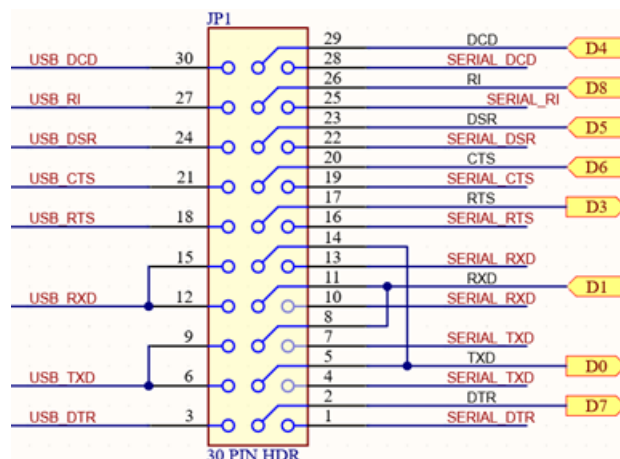 JP1
29 DCD D4
USB_DCD 30 28 SERIAL_DCD
26 RI D8
USB_RI 27 25 SERIAL_RI
23 DSR D5
USB_DSR 24 22 SERIAL_DSR
20 CTS D6
USB_CTS 21 19 SERIAL_CTS
17 RTS D3
USB_RTS 18 16 SERIAL_RTS
14
15 13 SERIAL_RXD
11 RXD D1
USB_RXD 12 10 SERIAL_RXD
8
9 7 SERIAL_TXD
5 TXD D0
USB_TXD 6 4 SERIAL_TXD
2 DTR D7
USB_DTR 3 1 SERIAL_DTR
30 PIN HDR